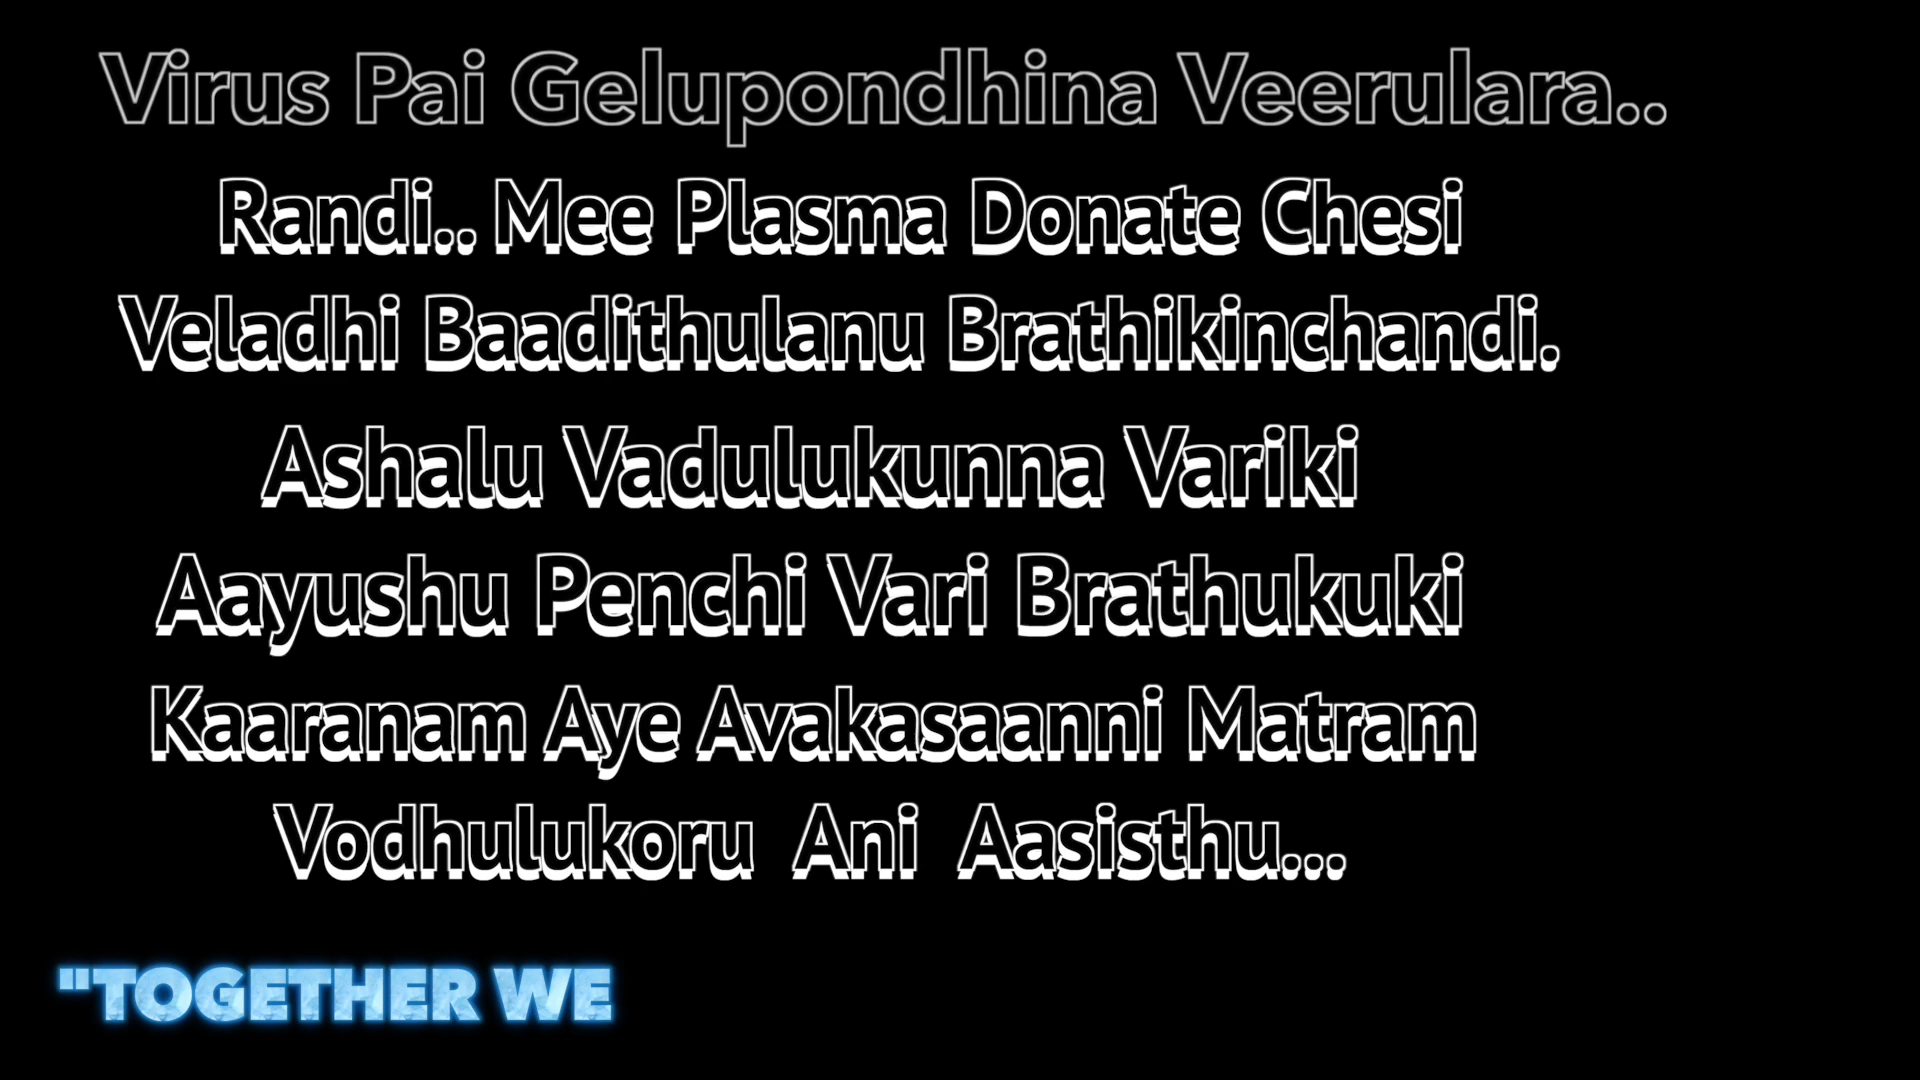 Virus Pai Gelupondhina Veerulara..
Randi.. Mee Plasma Donate Chesi
Veladhi Baadithulanu Brathikinchandi.
Ashalu Vadulukunna Variki
Aayushu Penchi Vari Brathukuki
Kaaranam Aye Avakasaanni Matram
Vodhulukoru Ani Aasisthu...
"TOGETHER WE